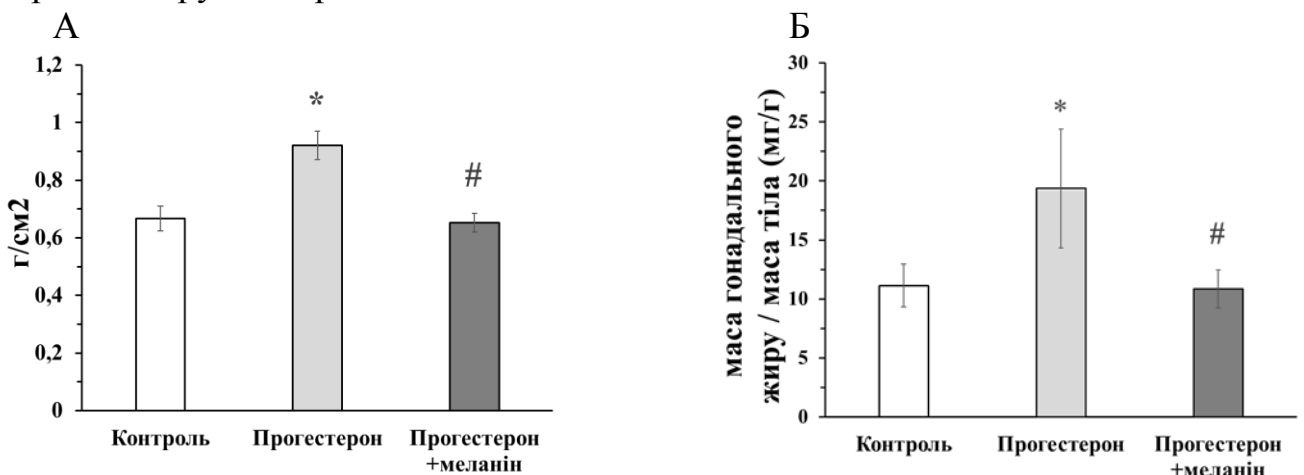 А
1,2
1
0,8
0,6
0,4
0,2
0
г/см2
*
#
Контроль
Прогестерон
Прогестерон
+меланін
Б
30
25
20
15
10
5
0
маса гонадального
жиру / маса тіла (мг/г)
*
#
Контроль
Прогестерон
Прогестерон
+меланін